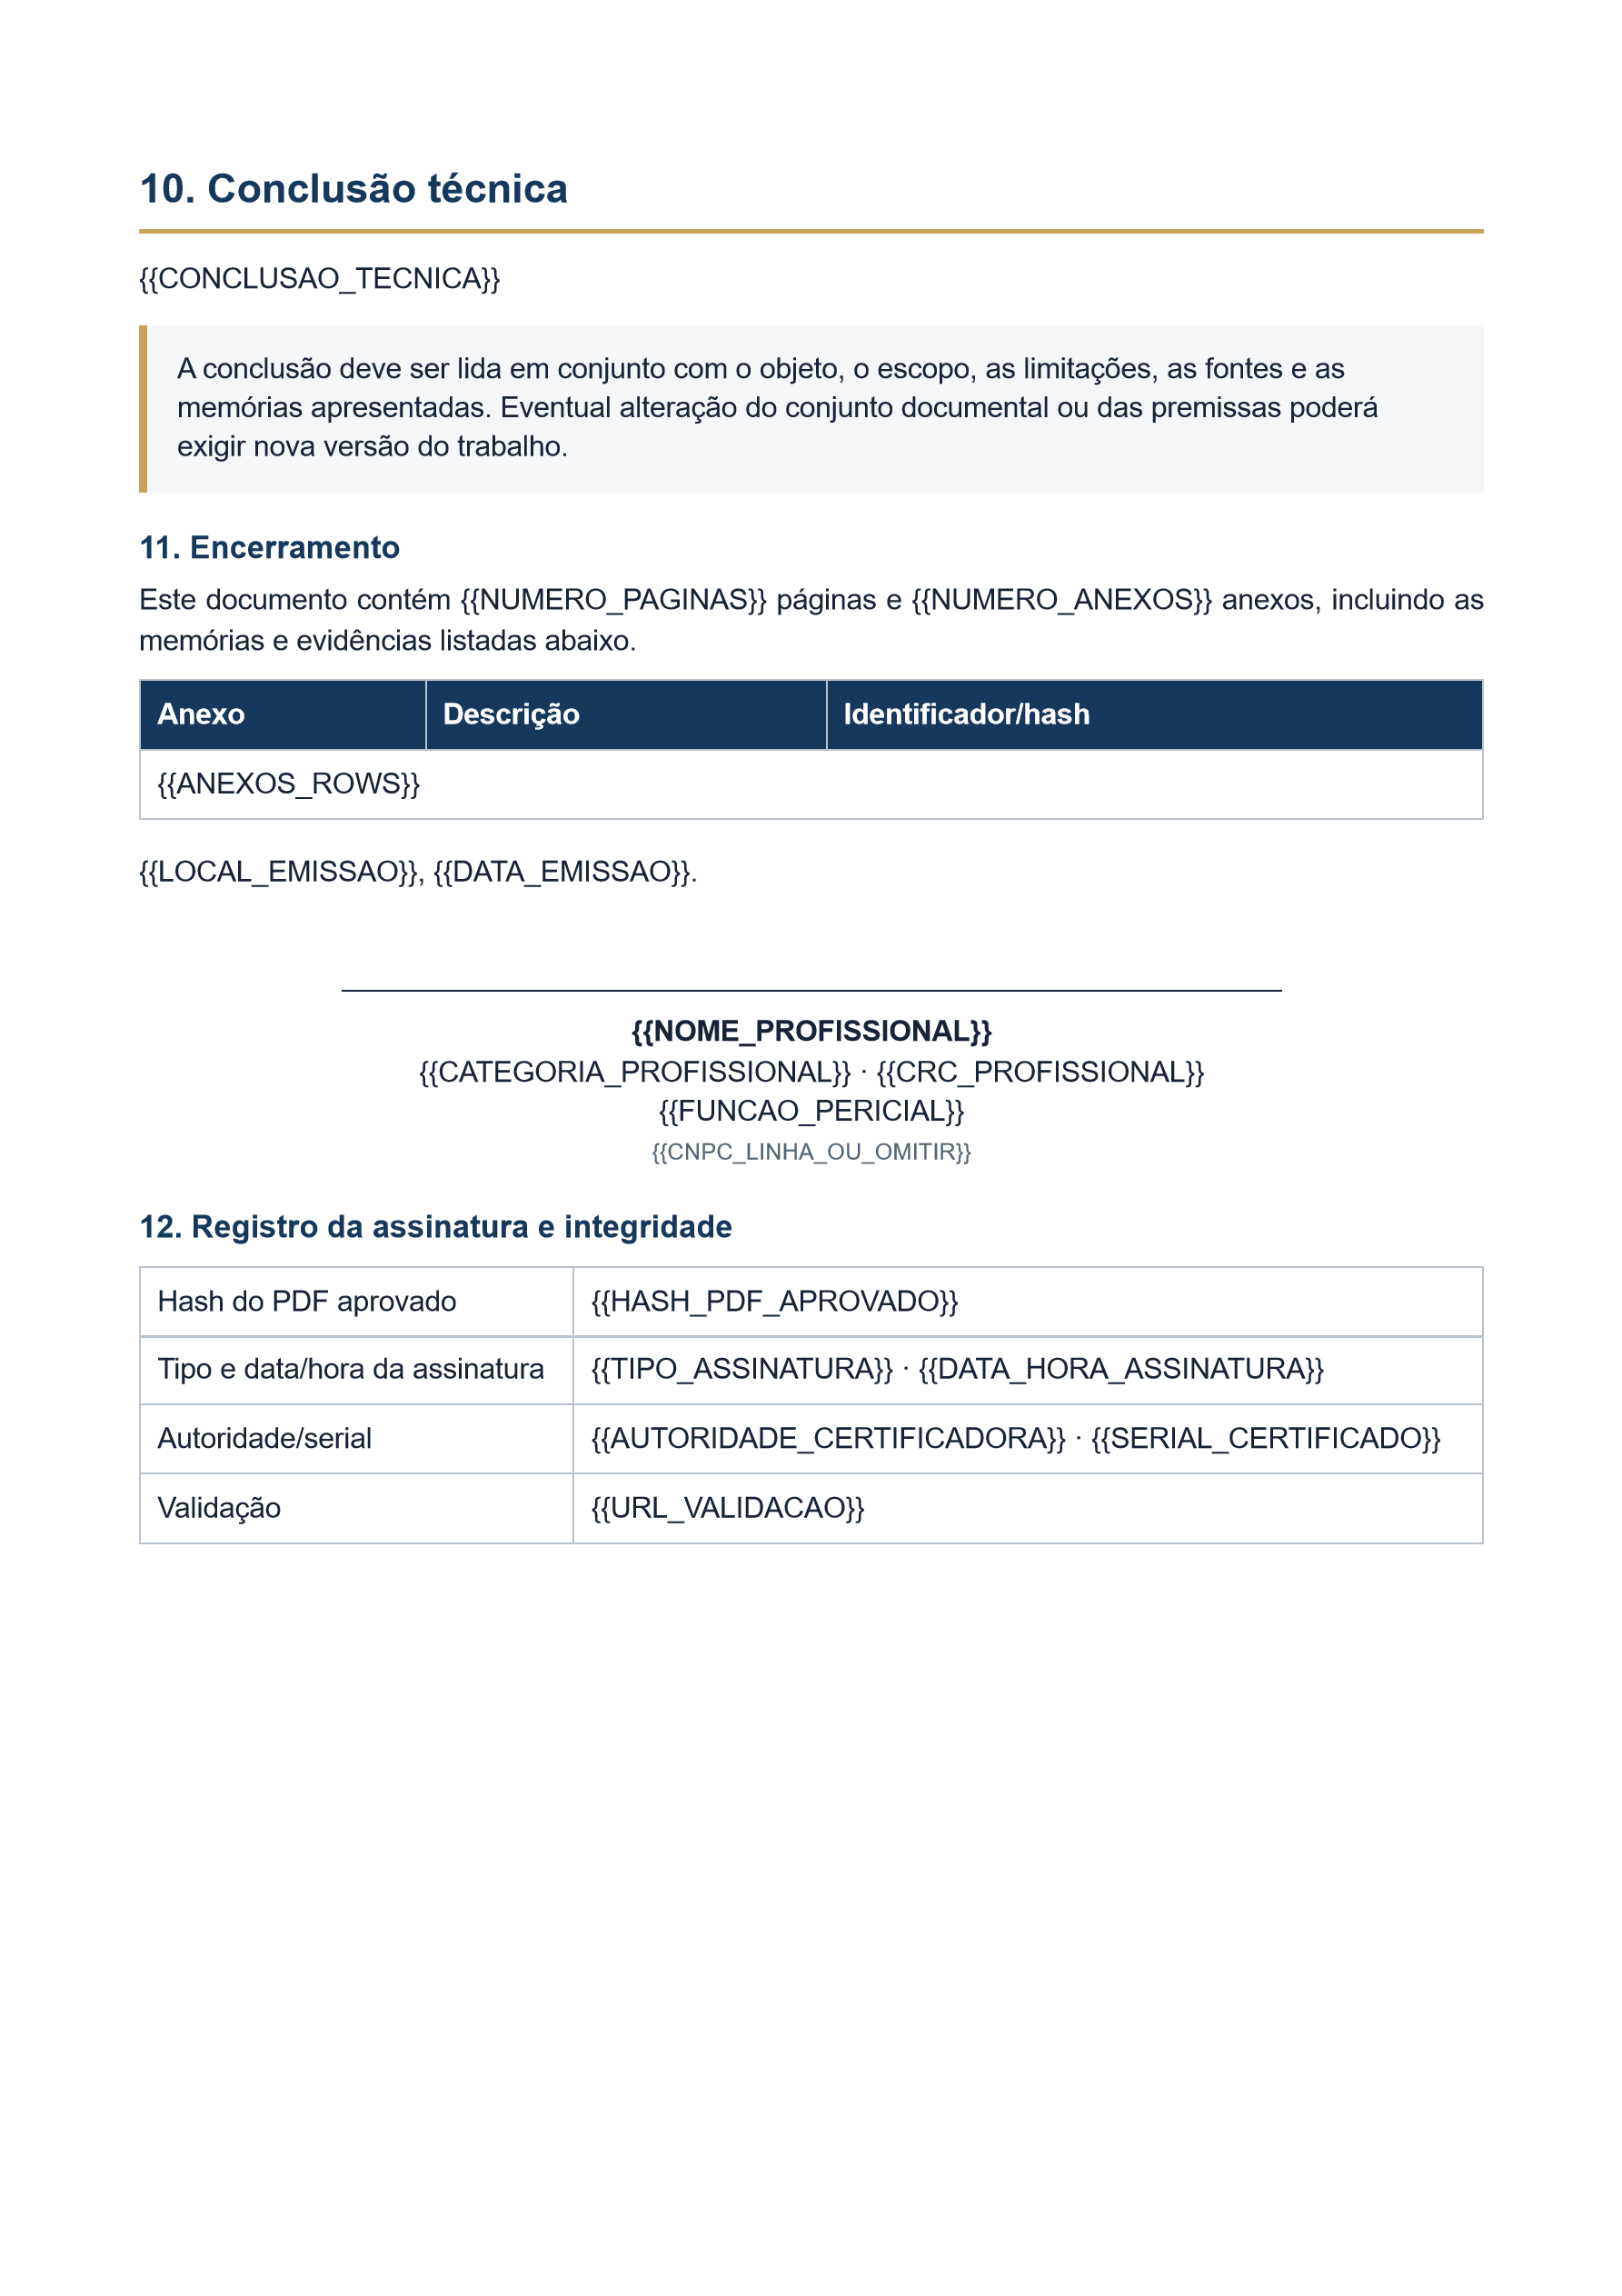 10. Conclusão técnica
{{CONCLUSAO_TECNICA}}
A conclusão deve ser lida em conjunto com o objeto, o escopo, as limitações, as fontes e as
memórias apresentadas. Eventual alteração do conjunto documental ou das premissas poderá
exigir nova versão do trabalho.
11. Encerramento
Este documento contém {{NUMERO_PAGINAS}} páginas e {{NUMERO_ANEXOS}} anexos, incluindo as
memórias e evidências listadas abaixo.
Anexo Descrição Identificador/hash
{{ANEXOS_ROWS}}
{{LOCAL_EMISSAO}}, {{DATA_EMISSAO}}.
{{NOME_PROFISSIONAL}}
{{CATEGORIA_PROFISSIONAL}} · {{CRC_PROFISSIONAL}}
{{FUNCAO_PERICIAL}}
{{CNPC_LINHA_OU_OMITIR}}
12. Registro da assinatura e integridade
Hash do PDF aprovado {{HASH_PDF_APROVADO}}
Tipo e data/hora da assinatura {{TIPO_ASSINATURA}} · {{DATA_HORA_ASSINATURA}}
Autoridade/serial {{AUTORIDADE_CERTIFICADORA}} · {{SERIAL_CERTIFICADO}}
Validação {{URL_VALIDACAO}}